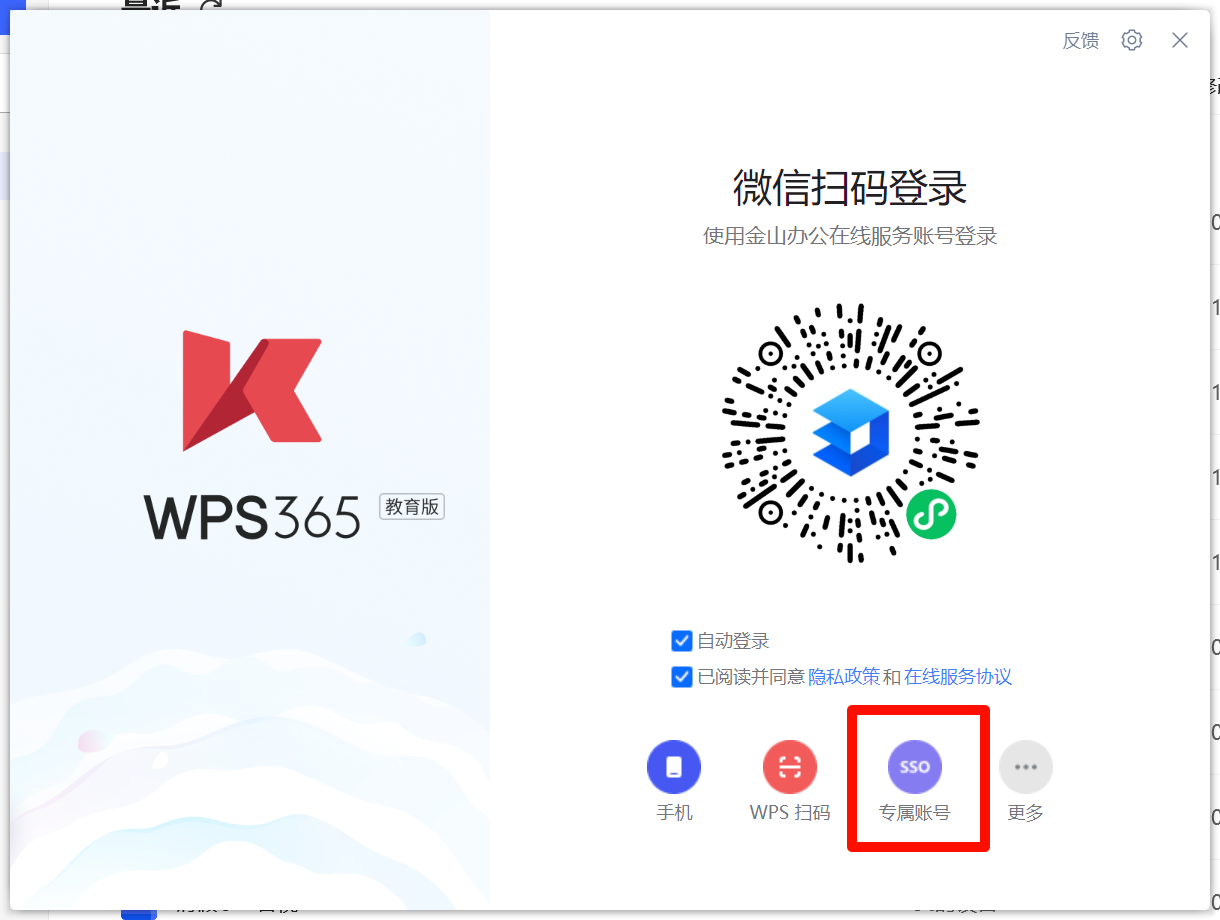 反馈
微信扫码登录
使用金山办公在线服务账号登录
WPS365 教育版
自动登录
已阅读并同意 隐私政策 和 在线服务协议
SSO
手机 WPS 扫码 专属账号 更多